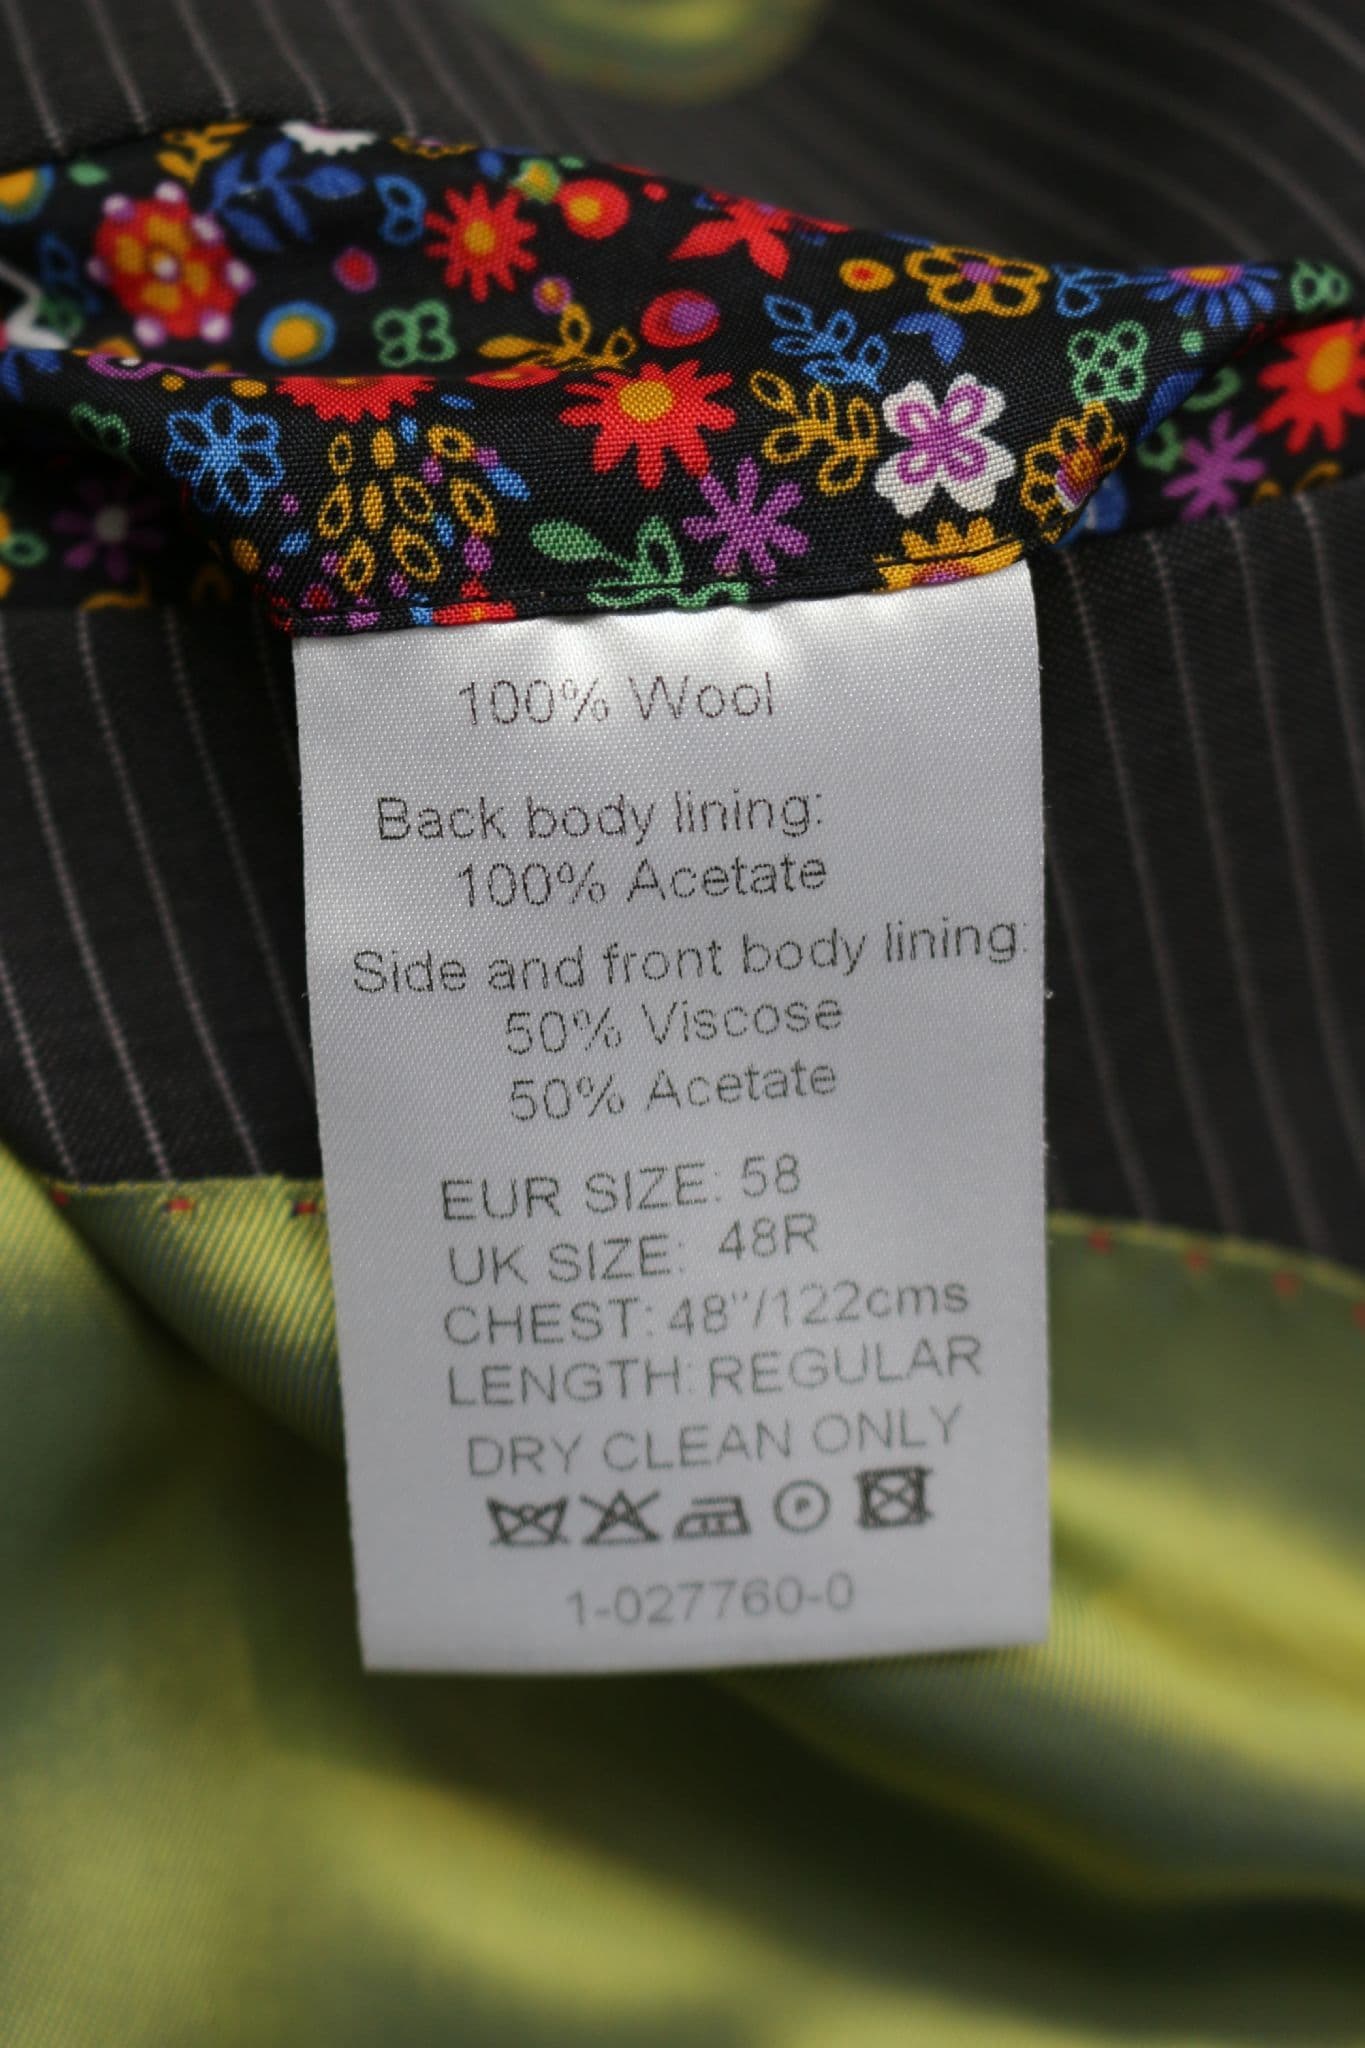 100% Wool
Back body lining:
100% Acetate
Side and front body lining:
50% Viscose
50% Acetate
EUR SIZE: 58
UK SIZE: 48R
CHEST: 48"/122cms
LENGTH: REGULAR
DRY CLEAN ONLY
P
1-027760-0